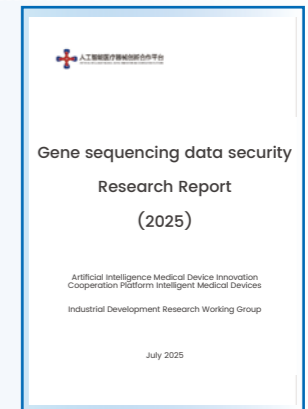 人工智能医疗器械创新合作平台
Gene sequencing data security
Research Report
(2025)
Artificial Intelligence Medical Device Innovation
Cooperation Platform Intelligent Medical Devices
Industrial Development Research Working Group
July 2025